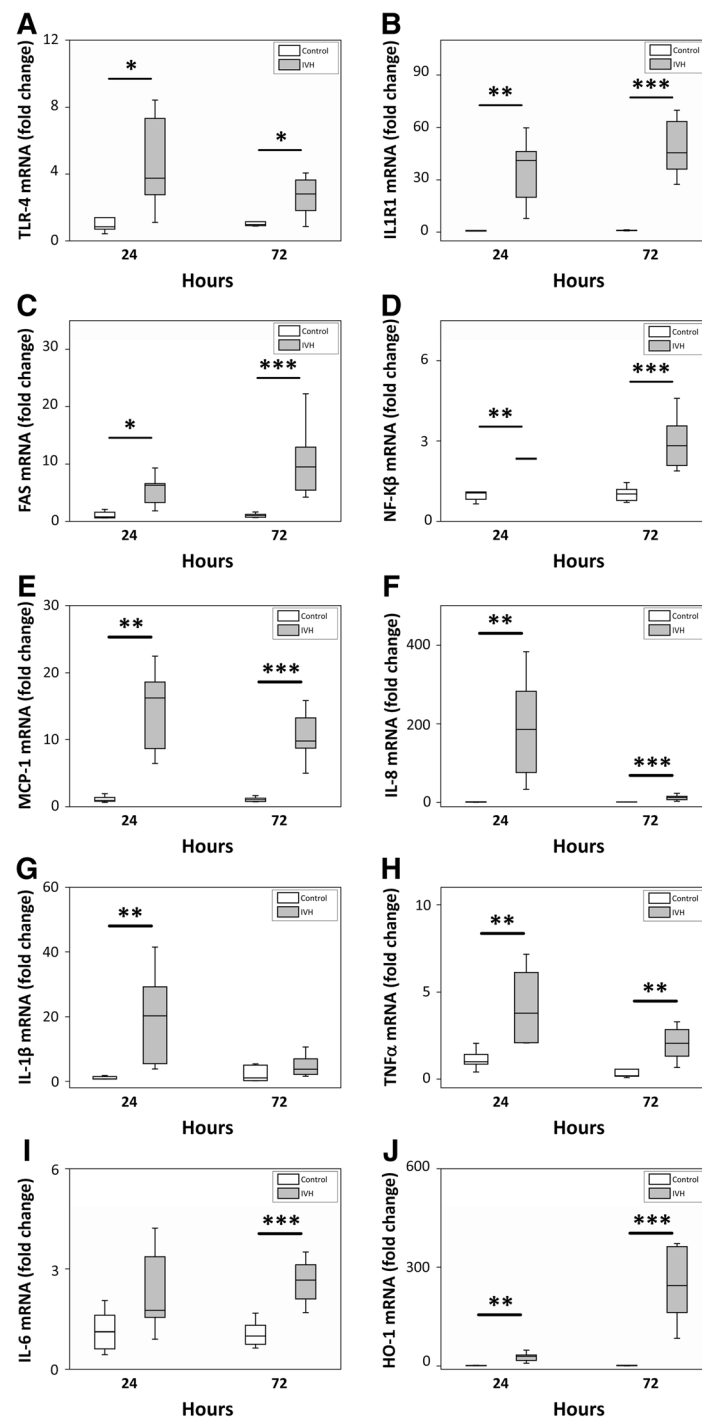 A
TLR-4 mRNA (fold change)
12
8
4
0
Control
IVH
*
*
24
72
Hours
B
IL1R1 mRNA (fold change)
90
60
30
0
Control
IVH
**
***
24
72
Hours
C
FAS mRNA (fold change)
30
20
10
0
Control
IVH
*
***
24
72
Hours
D
NF-Kβ mRNA (fold change)
6
3
0
Control
IVH
**
***
24
72
Hours
E
MCP-1 mRNA (fold change)
30
20
10
0
Control
IVH
**
***
24
72
Hours
F
IL-8 mRNA (fold change)
400
200
0
Control
IVH
**
***
24
72
Hours
G
IL-1β mRNA (fold change)
60
40
20
0
Control
IVH
**
24
72
Hours
H
TNFα mRNA (fold change)
10
5
0
Control
IVH
**
**
24
72
Hours
I
IL-6 mRNA (fold change)
6
3
0
Control
IVH
***
24
72
Hours
J
HO-1 mRNA (fold change)
600
300
0
Control
IVH
**
***
24
72
Hours